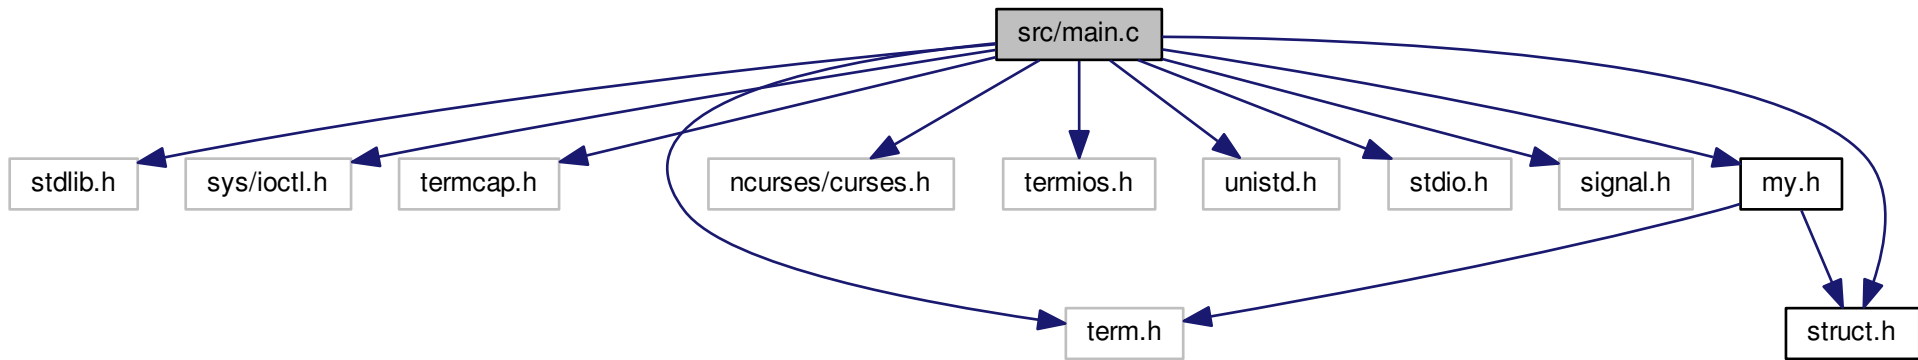 src/main.c
stdlib.h
sys/ioctl.h
termcap.h
ncurses/curses.h
termios.h
unistd.h
stdio.h
signal.h
my.h
term.h
struct.h